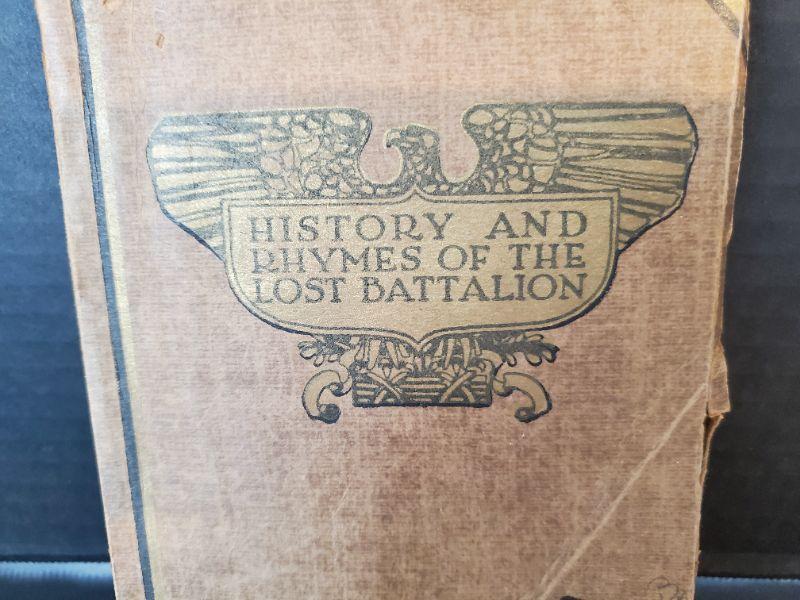 HISTORY AND
RHYMES OF THE
LOST BATTALION